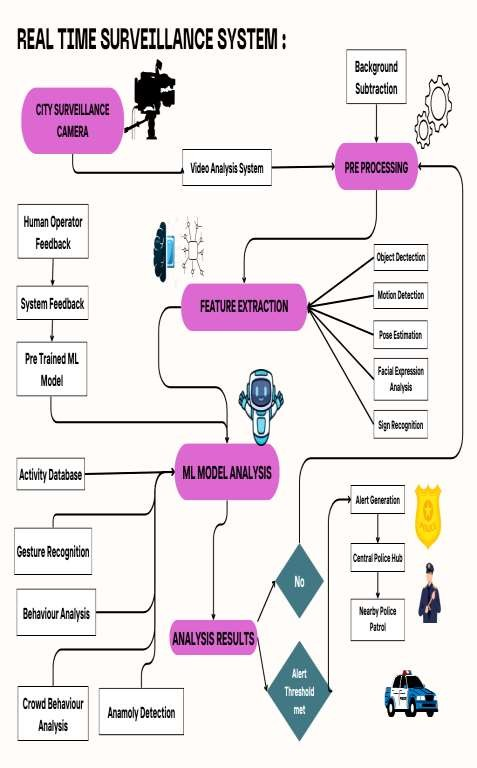 REAL TIME SURVEILLANCE SYSTEM :
Background
Subtraction
CITY SURVEILLANCE
CAMERA
Video Analysis System
PRE PROCESSING
Human Operator
Feedback
System Feedback
Pre Trained ML
Model
FEATURE EXTRACTION
Object Dectection
Motion Detection
Pose Estimation
Facial Expression
Analysis
Sign Recognition
ML MODEL ANALYSIS
Activity Database
Gesture Recognition
Behaviour Analysis
Crowd Behaviour
Analysis
Anamoly Detection
ANALYSIS RESULTS
No
Alert
Threshold
met
Alert Generation
Central Police Hub
Nearby Police
Patrol